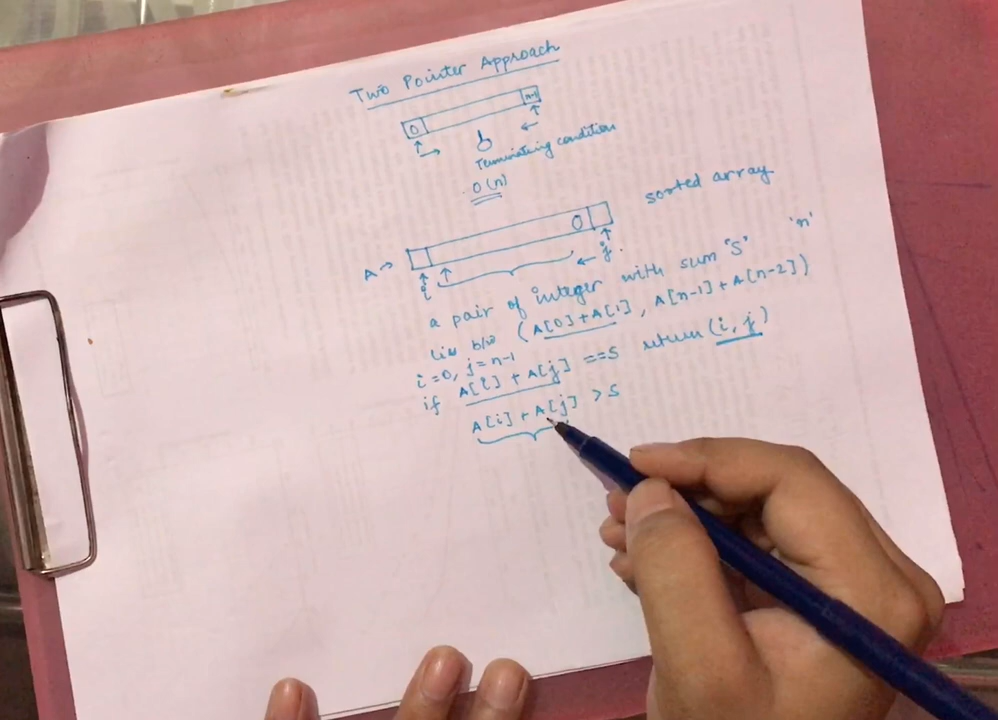 Two Pointer Approach
0 n-1
Terminating condition
O(n)
sorted array
A → 0
i j
a pair of integer with sum 's' 'n'
lies b/w (A[0]+A[1], A[n-1]+A[n-2])
i=0, j=n-1
if A[i] + A[j] ==s return (i, j)
A[i] + A[j] > s